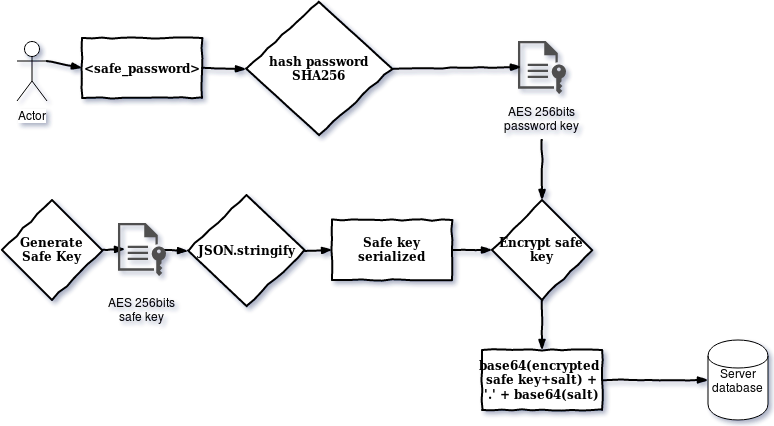 <safe_password>
hash password
SHA256
Actor
AES 256bits
password key
Generate
Safe Key
AES 256bits
safe key
JSON.stringify
Safe key
serialized
Encrypt safe
key
base64(encrypted
safe key+salt) +
'.' + base64(salt)
Server
database